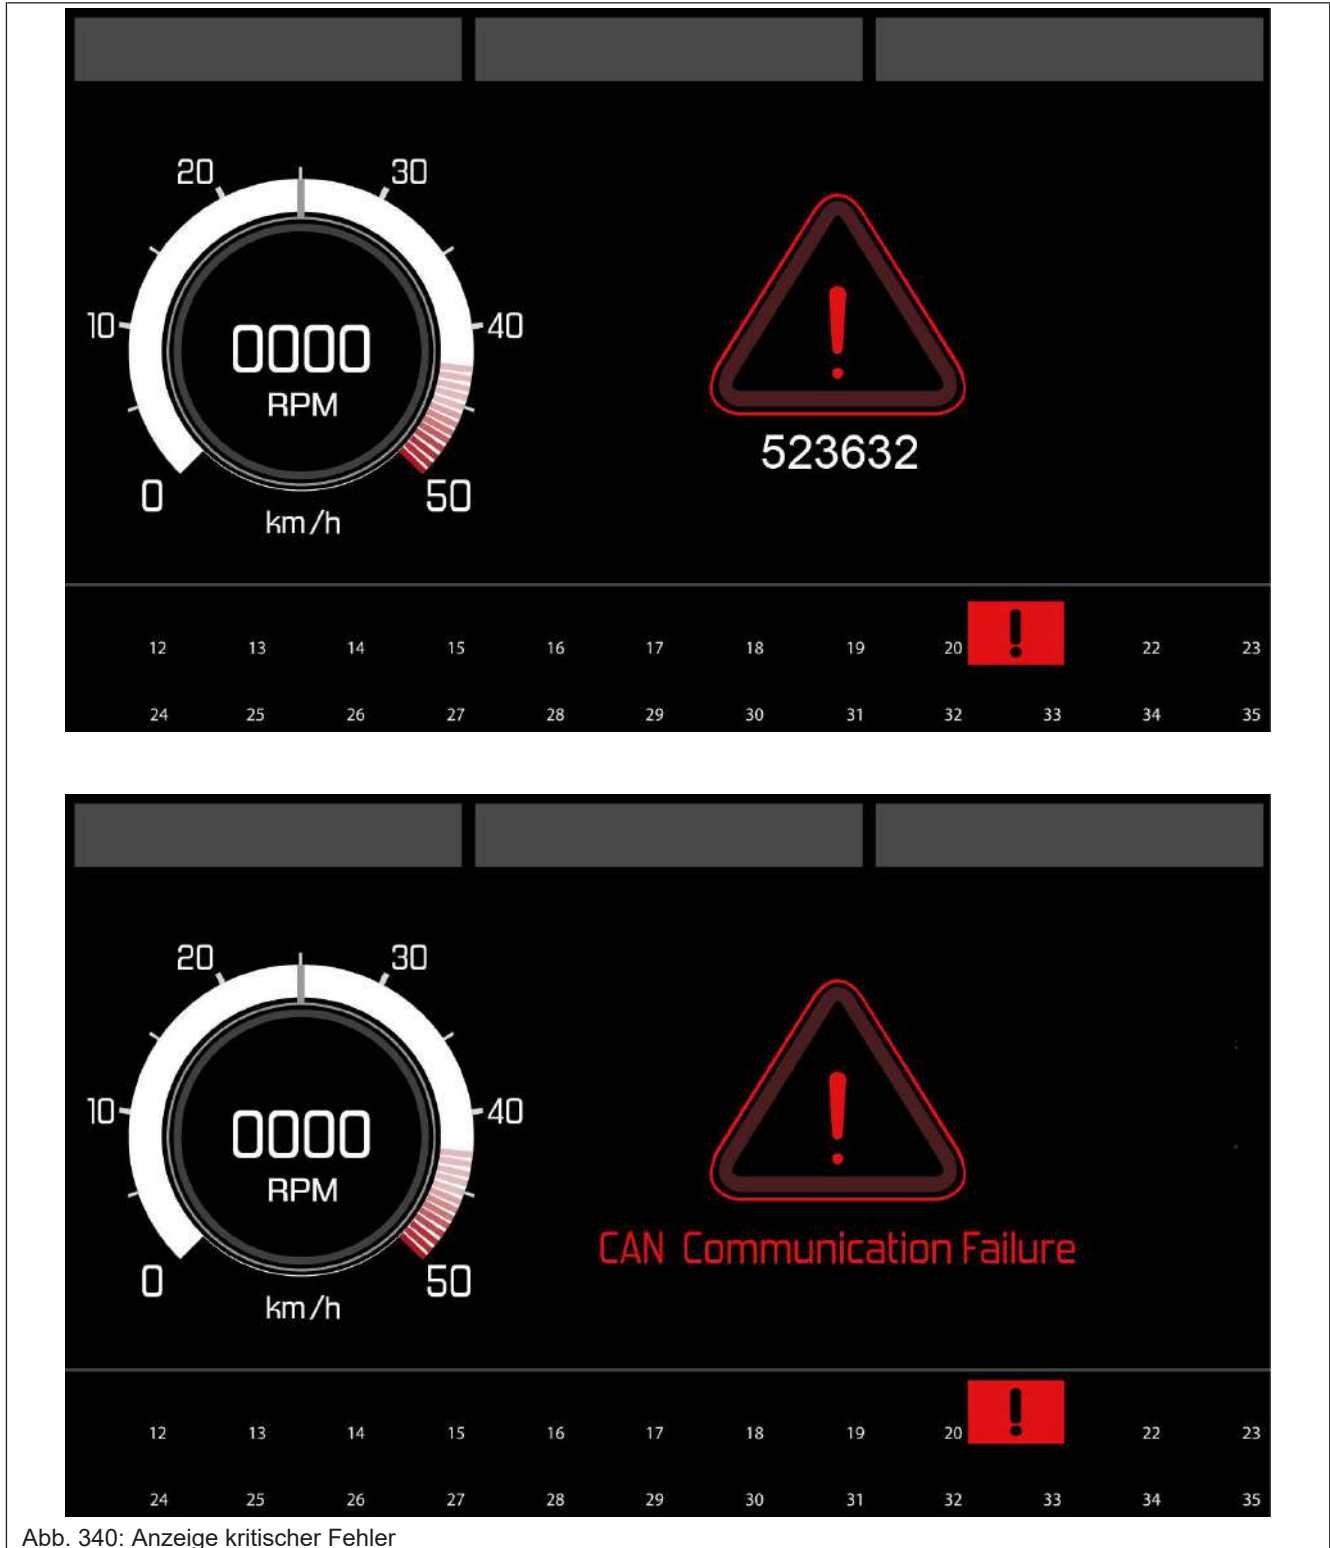 20 30
10 40
0000
RPM
523632
0 50
km/h
12 13 14 15 16 17 18 19 20 ! 22 23
24 25 26 27 28 29 30 31 32 33 34 35
20 30
10 40
0000
RPM
CAN Communication Failure
0 50
km/h
12 13 14 15 16 17 18 19 20 ! 22 23
24 25 26 27 28 29 30 31 32 33 34 35
Abb. 340: Anzeige kritischer Fehler